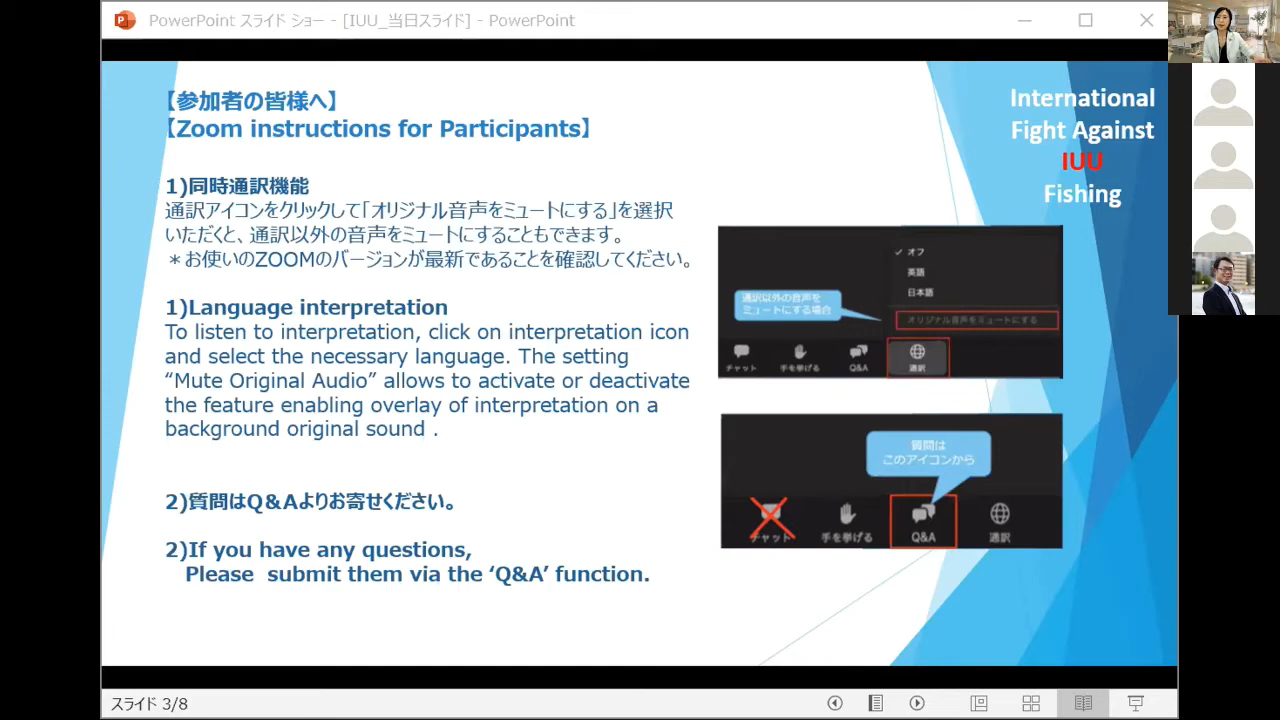 PowerPoint スライド ショー - [IUU_当日スライド] - PowerPoint
【参加者の皆様へ】
【Zoom instructions for Participants】
International
Fight Against
IUU
Fishing
1)同時通訳機能
通訳アイコンをクリックして「オリジナル音声をミュートにする」を選択
いただくと、通訳以外の音声をミュートにすることもできます。
＊お使いのZOOMのバージョンが最新であることを確認してください。
1)Language interpretation
To listen to interpretation, click on interpretation icon
and select the necessary language. The setting
“Mute Original Audio” allows to activate or deactivate
the feature enabling overlay of interpretation on a
background original sound .
オフ
英語
日本語
通訳以外の音声を
ミュートにする場合
オリジナル音声をミュートにする
チャット
手を挙げる
Q&A
通訳
2)質問はQ&Aよりお寄せください。
2)If you have any questions,
Please  submit them via the ‘Q&A’ function.
質問は
このアイコンから
チャット
手を挙げる
Q&A
通訳
スライド 3/8